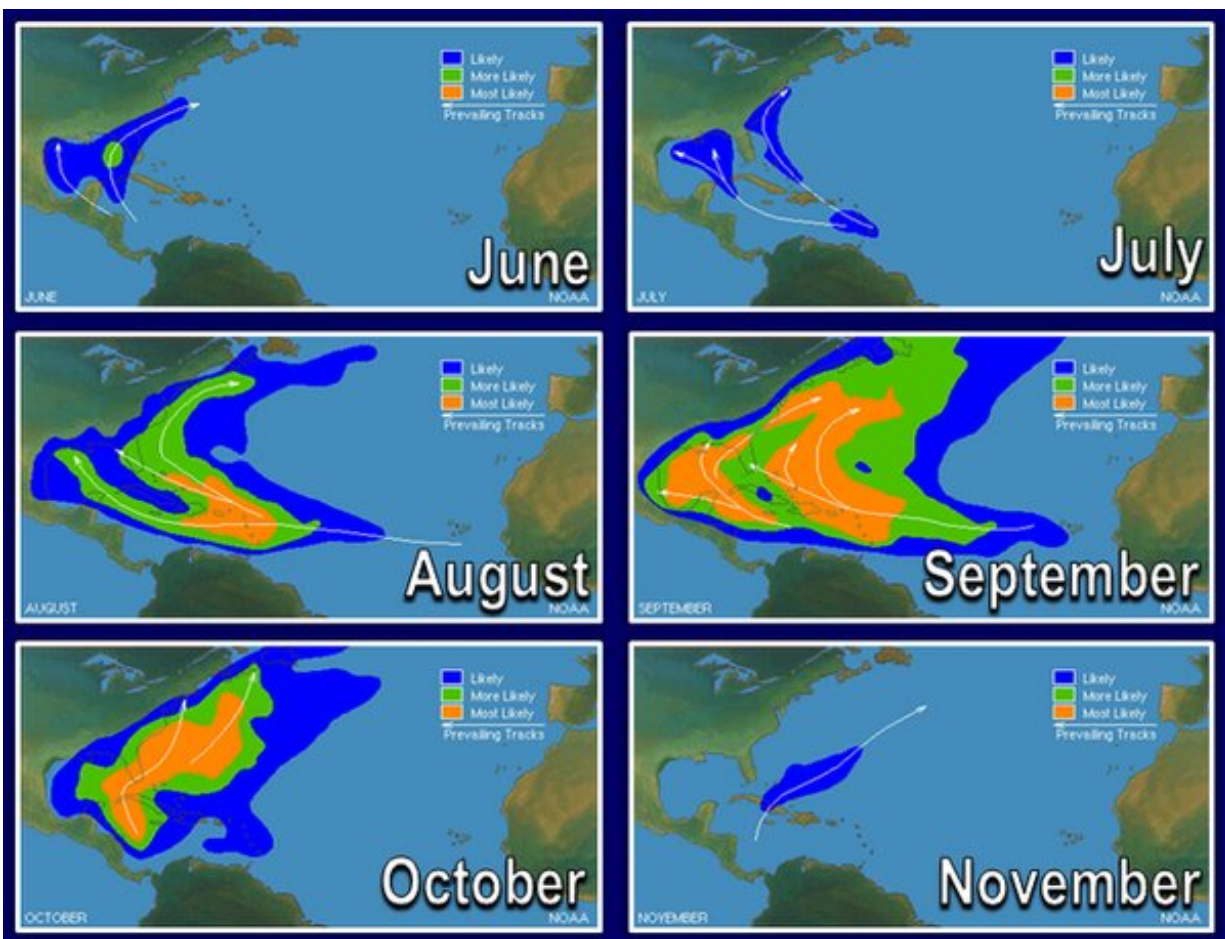 Likely
More Likely
Most Likely
Prevailing Tracks
June
JUNE
NOAA
Likely
More Likely
Most Likely
Prevailing Tracks
July
JULY
NOAA
Likely
More Likely
Most Likely
Prevailing Tracks
August
AUGUST
NOAA
Likely
More Likely
Most Likely
Prevailing Tracks
September
SEPTEMBER
NOAA
Likely
More Likely
Most Likely
Prevailing Tracks
October
OCTOBER
NOAA
Likely
More Likely
Most Likely
Prevailing Tracks
November
NOVEMBER
NOAA